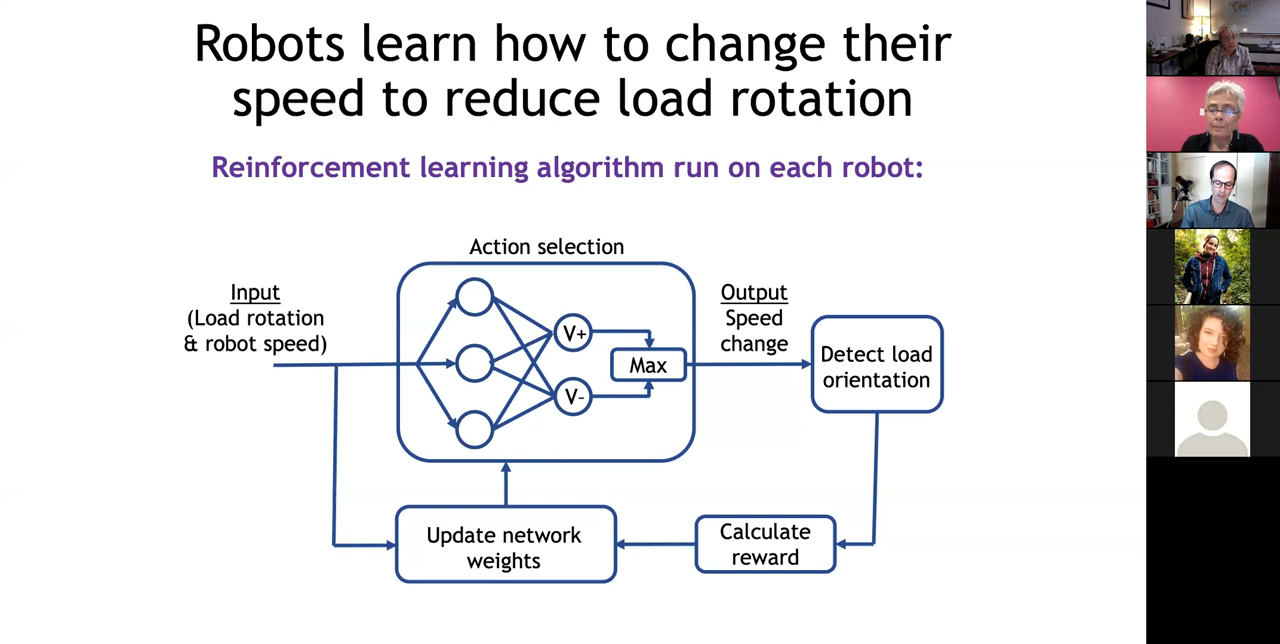 Robots learn how to change their
speed to reduce load rotation
Reinforcement learning algorithm run on each robot:
Action selection
Input
(Load rotation
& robot speed)
V+
V-
Max
Output
Speed
change
Detect load
orientation
Update network
weights
Calculate
reward